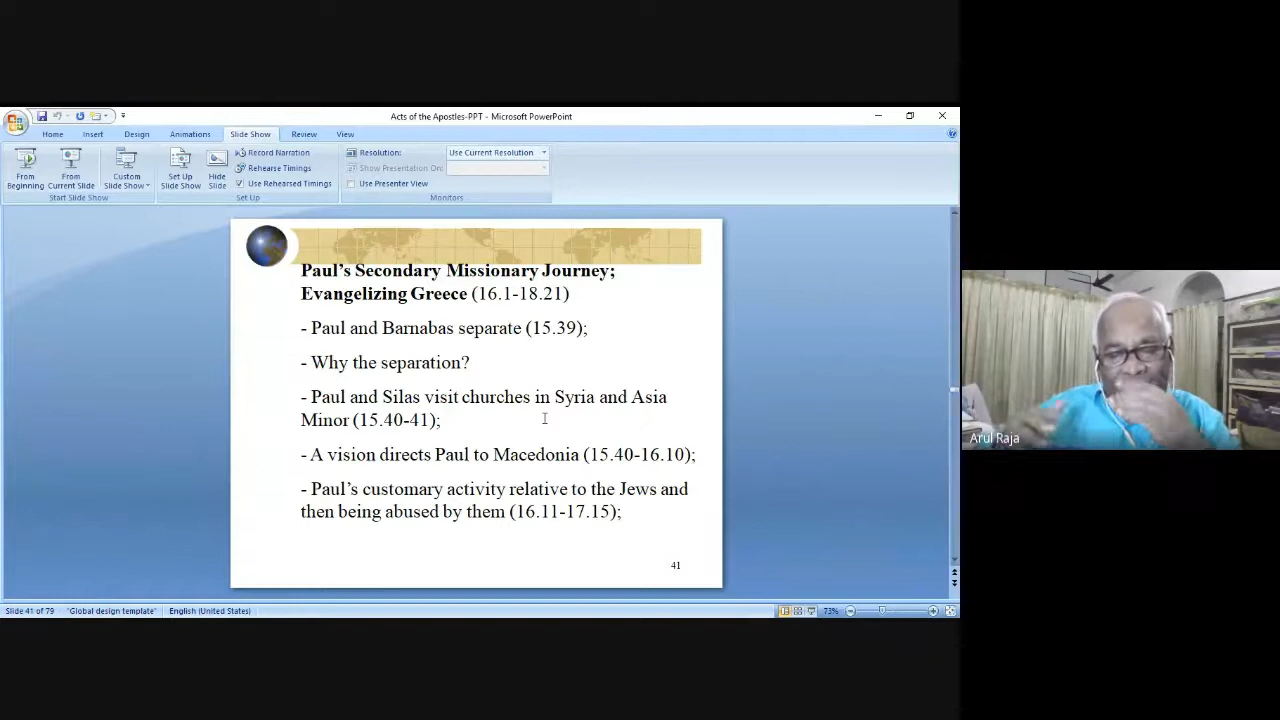 Acts of the Apostles-PPT - Microsoft PowerPoint
Home Insert Design Animations Slide Show Review View
From Beginning
From Current Slide
Custom Slide Show
Set Up Slide Show
Hide Slide
Record Narration
Rehearse Timings
Use Rehearsed Timings
Resolution: Use Current Resolution
Show Presentation On:
Use Presenter View
Start Slide Show Set Up Monitors
Paul's Secondary Missionary Journey;
Evangelizing Greece (16.1-18.21)
- Paul and Barnabas separate (15.39);
- Why the separation?
- Paul and Silas visit churches in Syria and Asia
Minor (15.40-41);
- A vision directs Paul to Macedonia (15.40-16.10);
- Paul's customary activity relative to the Jews and
then being abused by them (16.11-17.15);
41
Arul Raja
Slide 41 of 79 "Global design template" English (United States) 73%